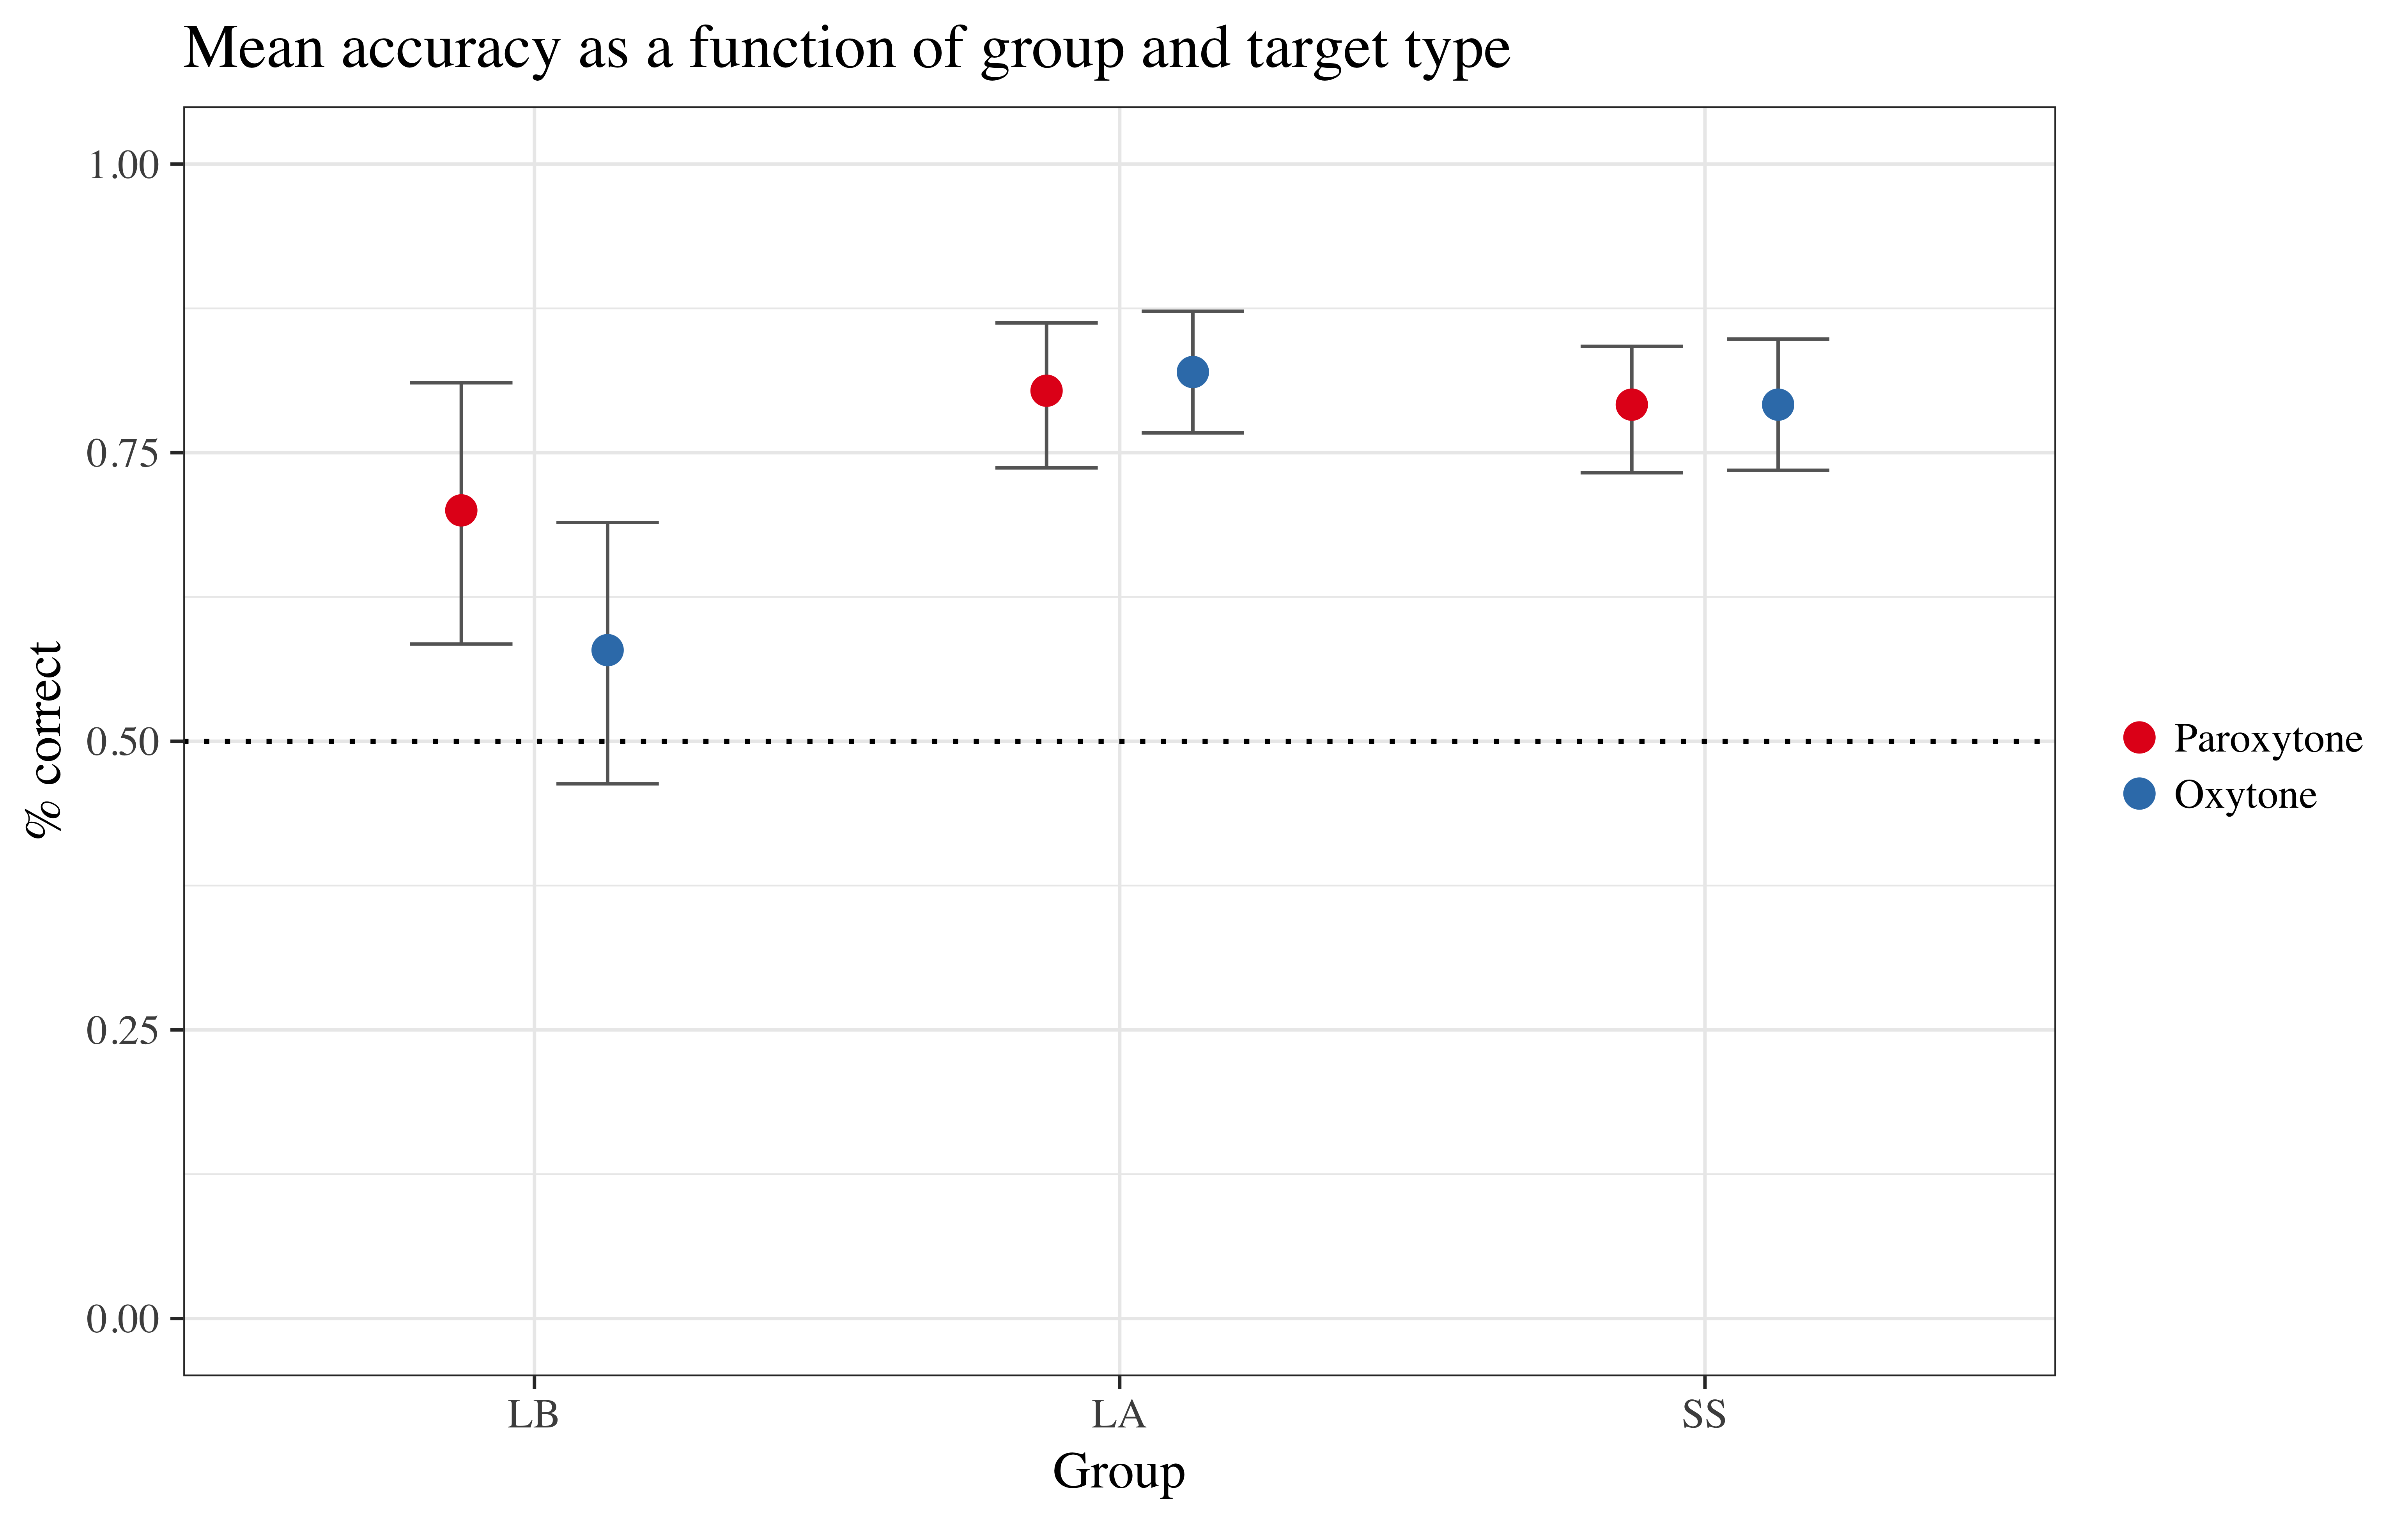 Mean accuracy as a function of group and target type
% correct
1.00
0.75
0.50
0.25
0.00
LB
LA
SS
Group
Paroxytone
Oxytone